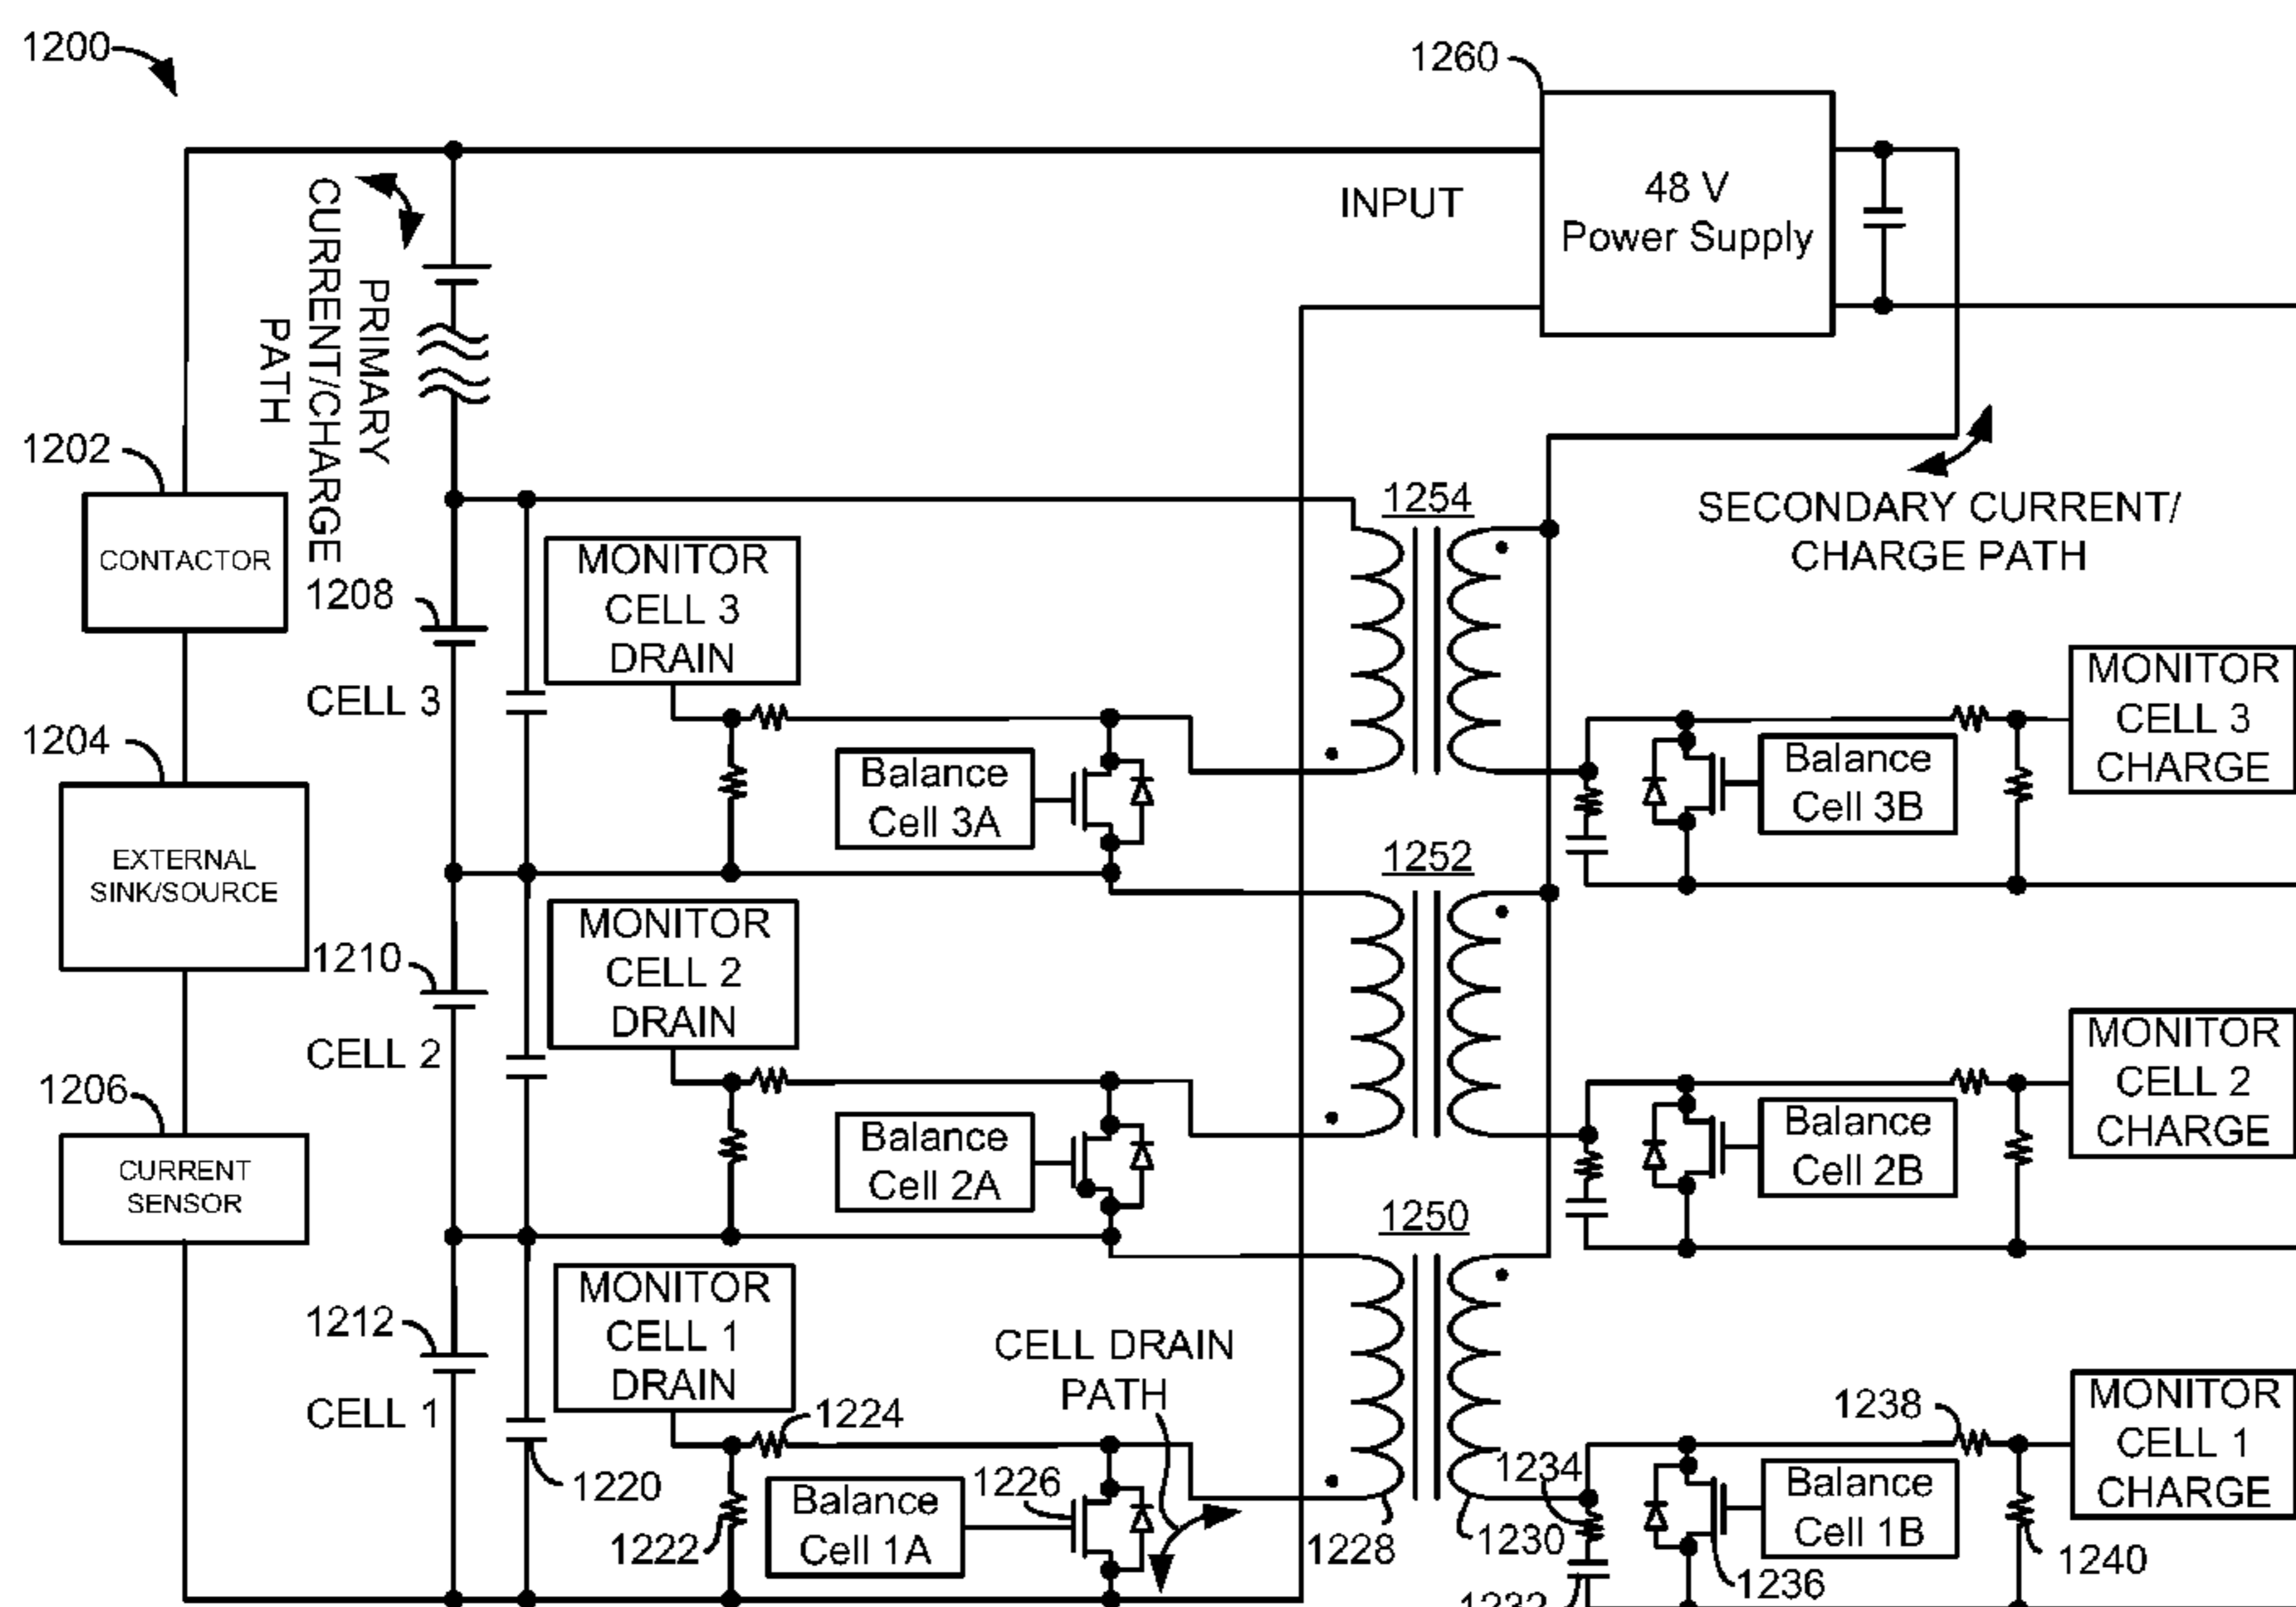 1200
1260
48 V
Power Supply
INPUT
PRIMARY
CURRENT/CHARGE
PATH
1202
CONTACTOR
1254
SECONDARY CURRENT/
CHARGE PATH
MONITOR
CELL 3
DRAIN
1208
CELL 3
MONITOR
CELL 3
CHARGE
1204
EXTERNAL
SINK/SOURCE
Balance
Cell 3A
Balance
Cell 3B
1252
MONITOR
CELL 2
DRAIN
1210
CELL 2
MONITOR
CELL 2
CHARGE
1206
CURRENT
SENSOR
Balance
Cell 2A
Balance
Cell 2B
1250
MONITOR
CELL 1
DRAIN
1212
CELL 1
CELL DRAIN
PATH
1224
1238
MONITOR
CELL 1
CHARGE
1220
1222
Balance
Cell 1A
1226
1228
1230
1234
1232
Balance
Cell 1B
1236
1240